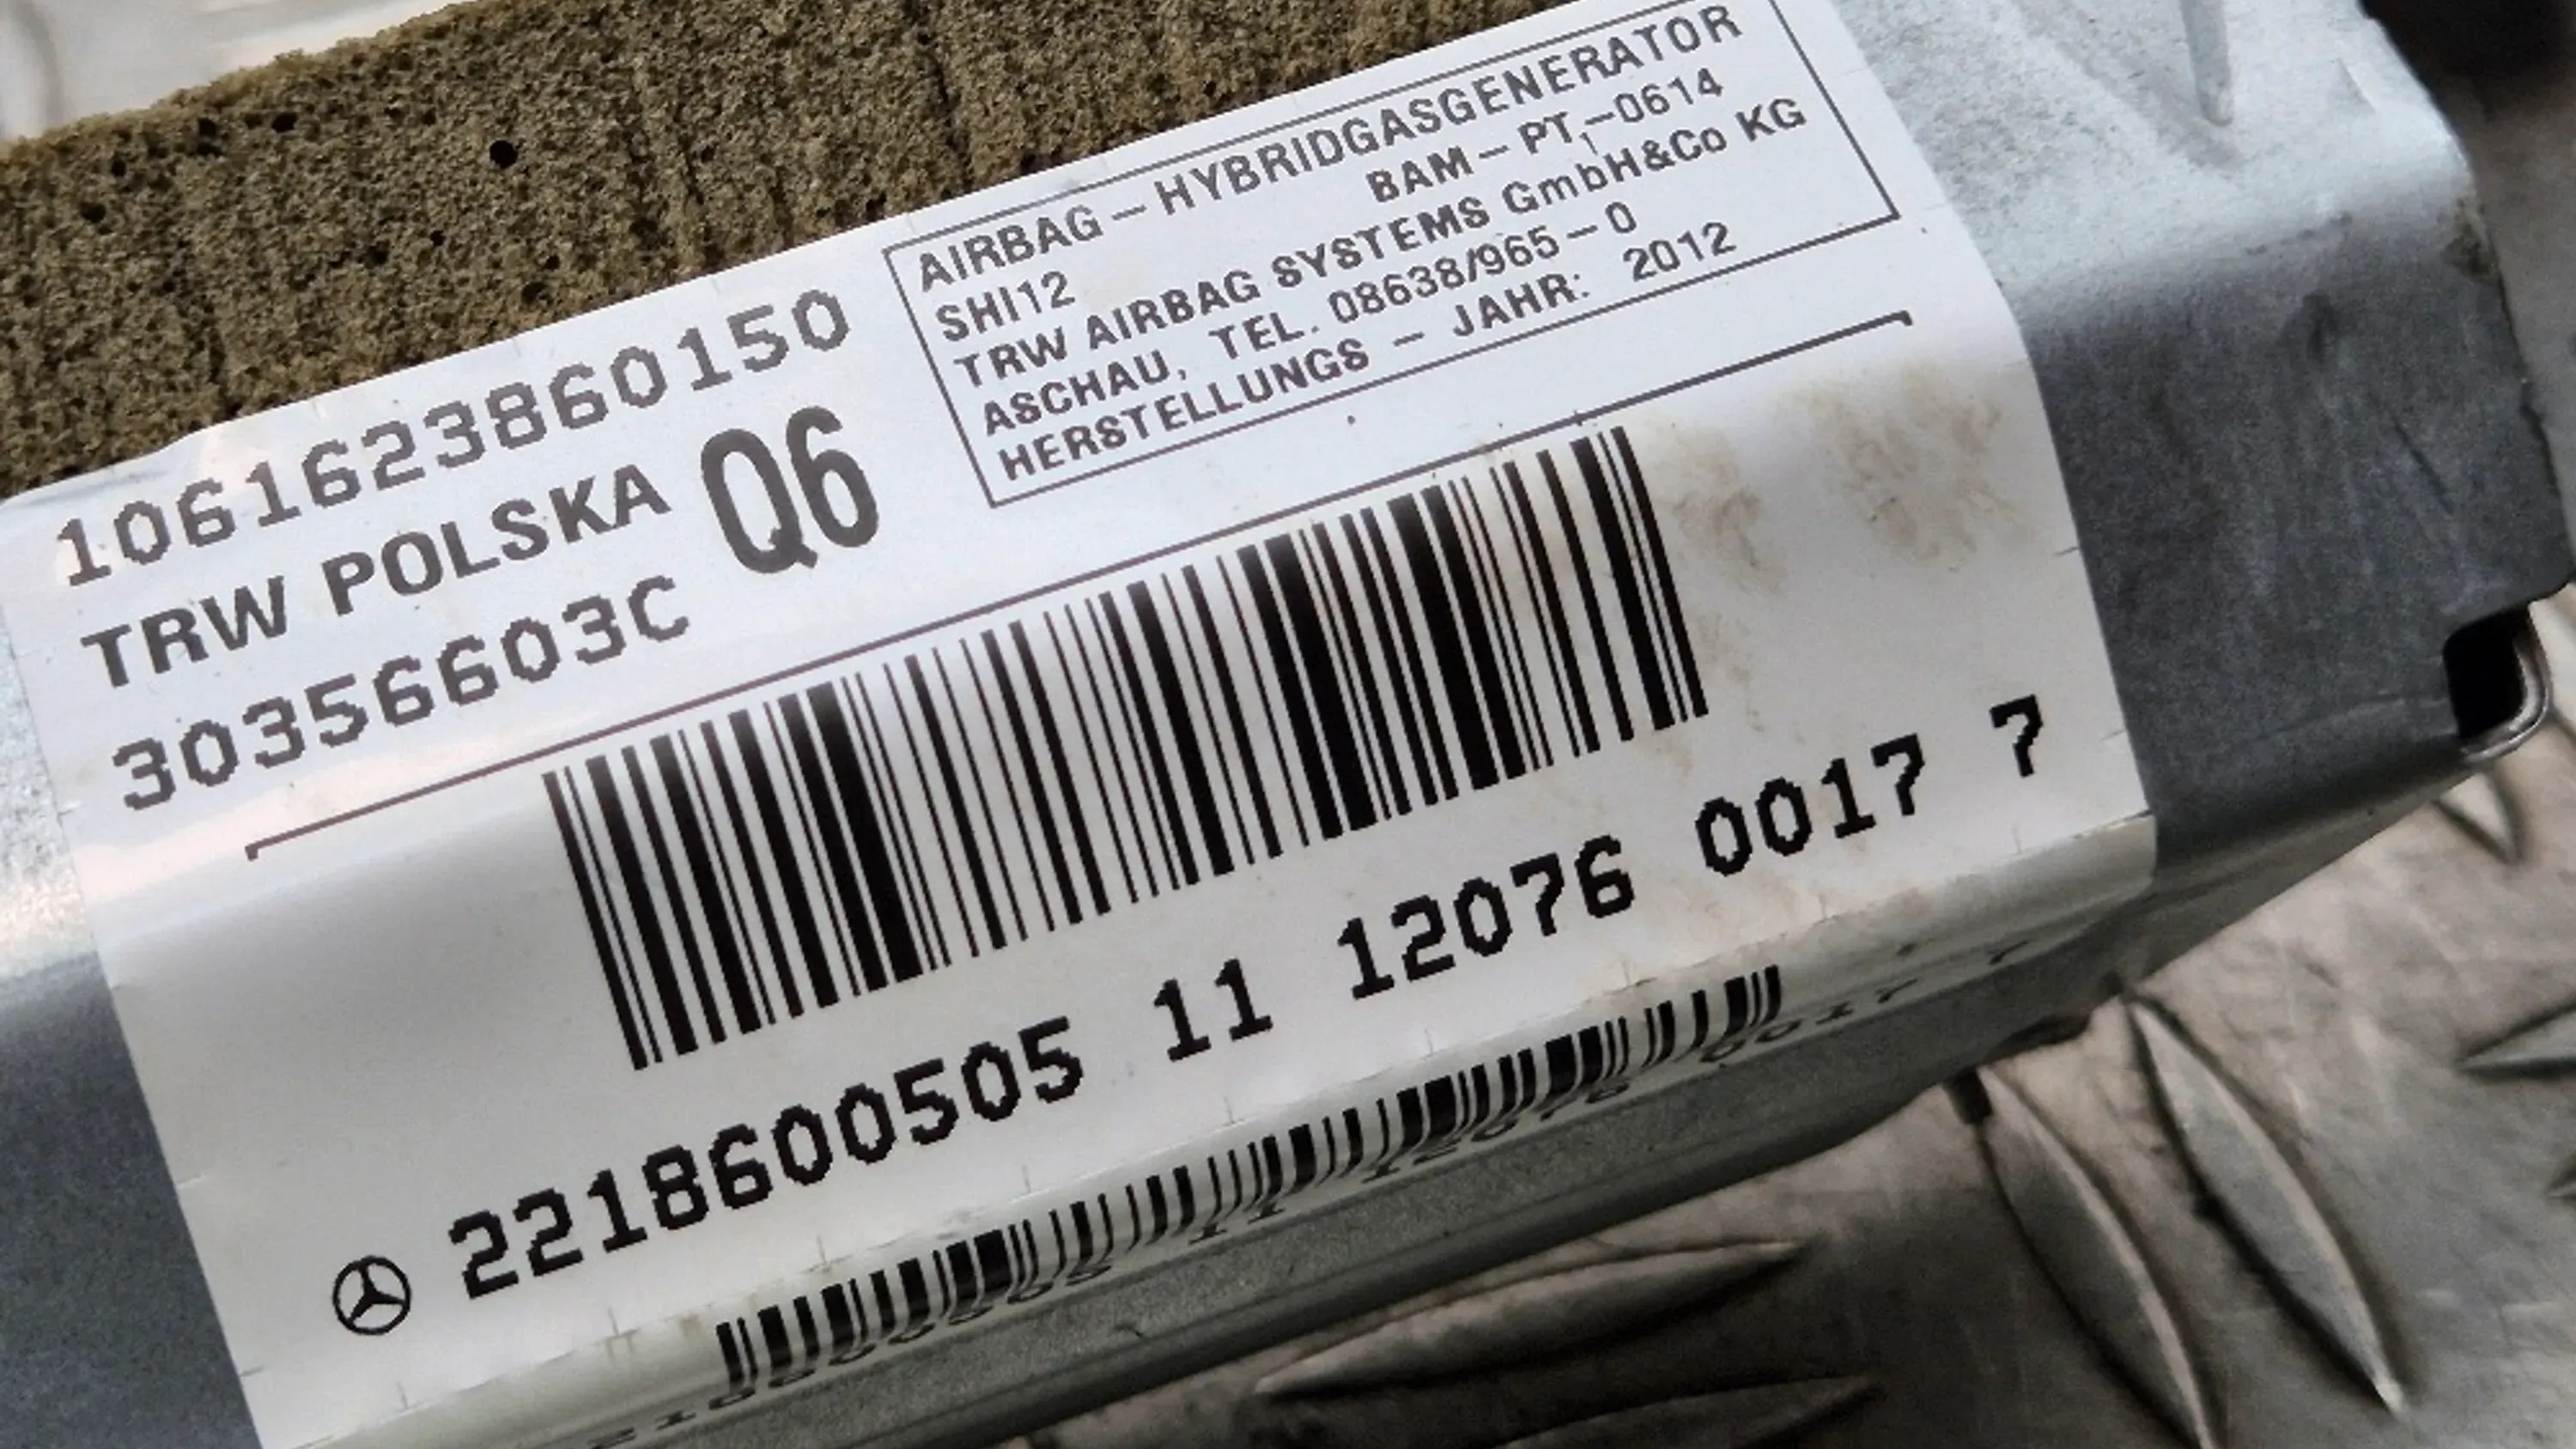 1061623860150
TRW POLSKA Q6
30356603C
AIRBAG-HYBRIDGASGENERATOR
SHI12 BAM-PT,-0614
TRW AIRBAG SYSTEMS GmbH&Co KG
ASCHAU, TEL. 08638/965-0
HERSTELLUNGS - JAHR: 2012
2218600505 11 12076 0017 7